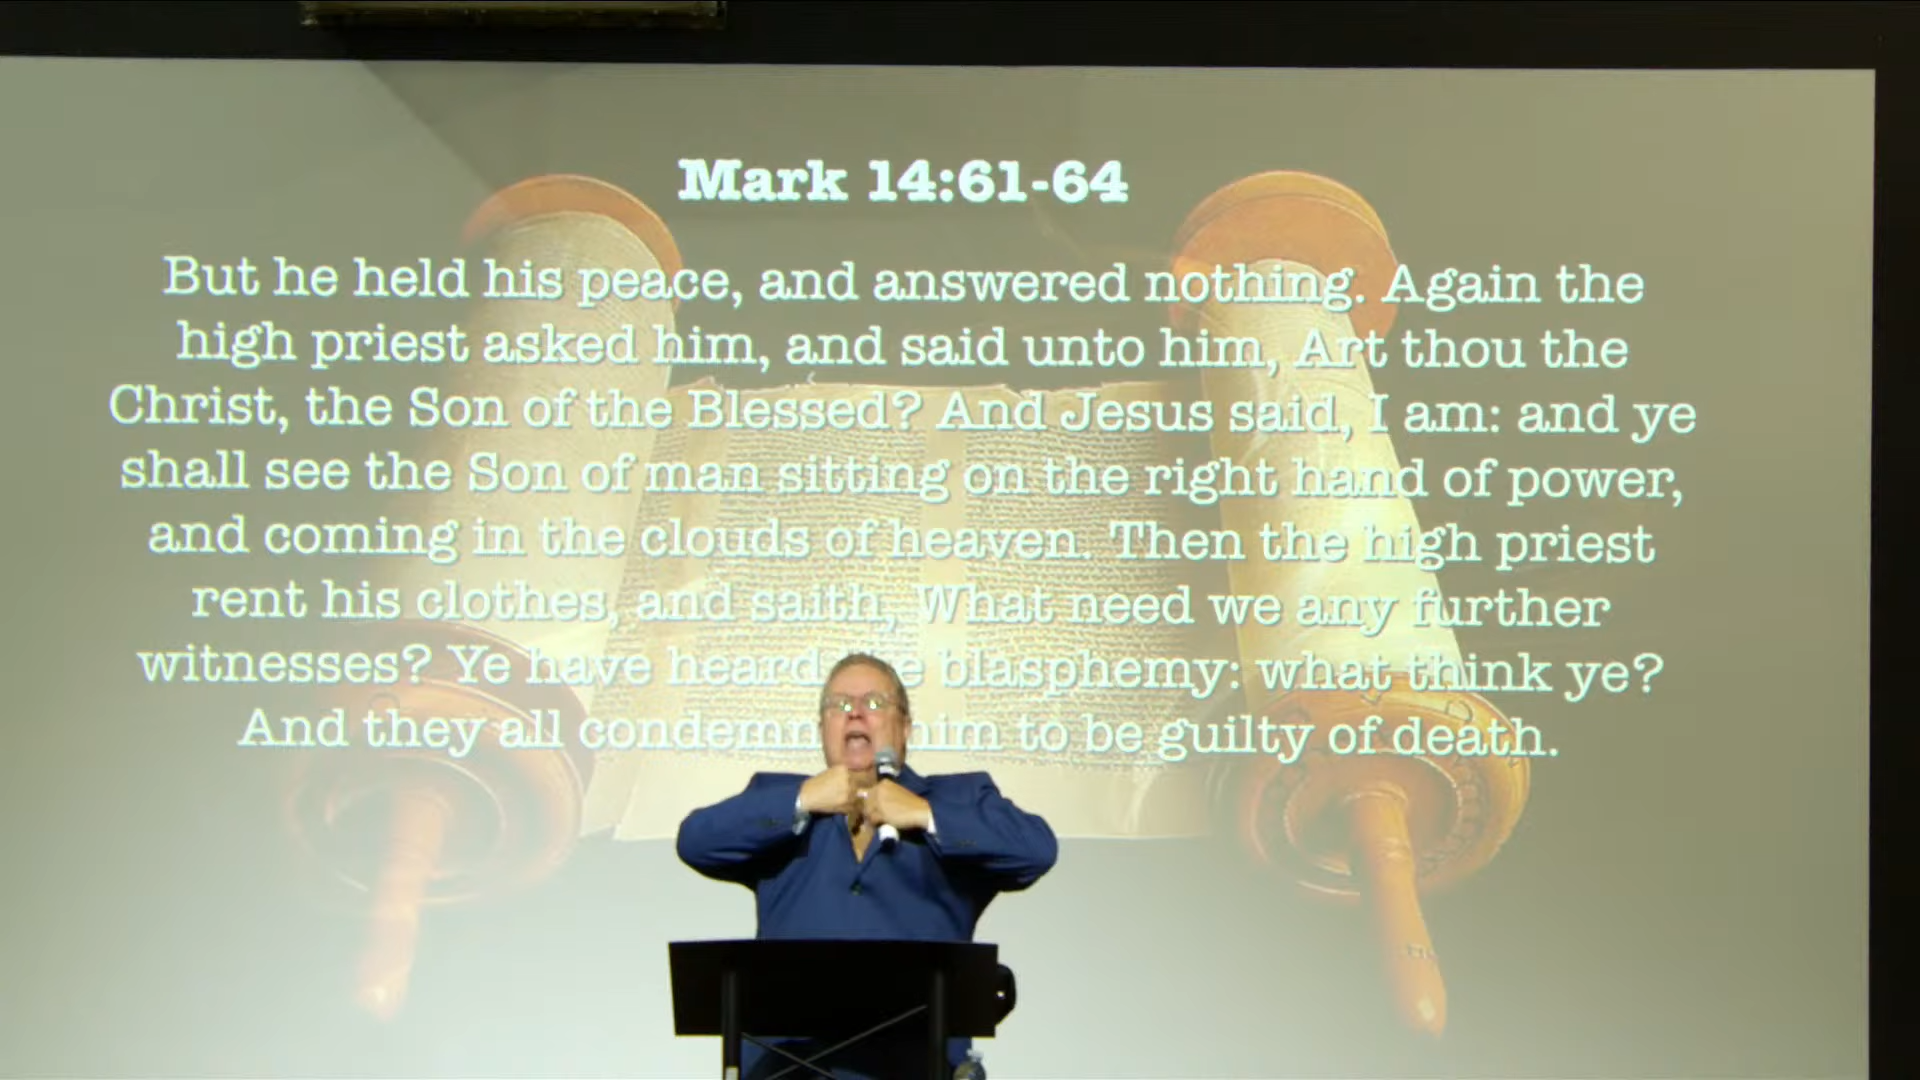 Mark 14:61-64
But he held his peace, and answered nothing. Again the
high priest asked him, and said unto him, Art thou the
Christ, the Son of the Blessed? And Jesus said, I am: and ye
shall see the Son of man sitting on the right hand of power,
and coming in the clouds of heaven. Then the high priest
rent his clothes, and saith, What need we any further
witnesses? Ye have heard blasphemy: what think ye?
And they all him to be guilty of death.